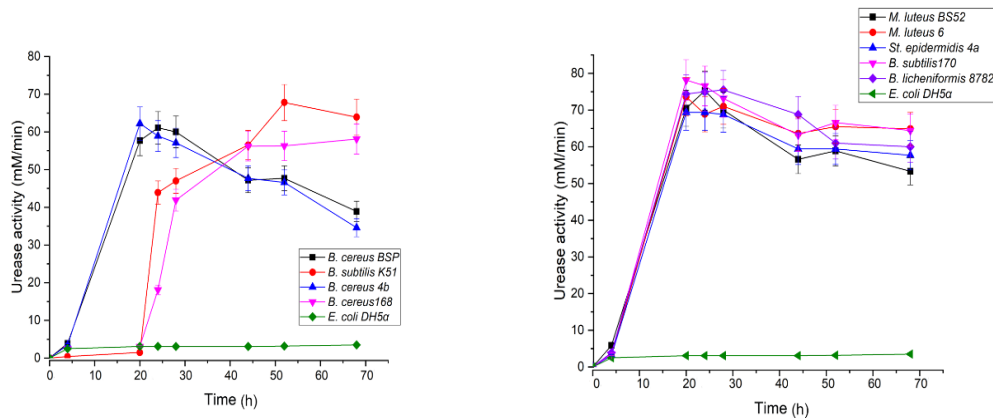 Urease activity (mM/min)
80
70
60
50
40
30
20
10
0
0 10 20 30 40 50 60 70
Time (h)
B. cereus BSP
B. subtilis K51
B. cereus 4b
B. cereus168
E. coli DH5α
Urease activity (mM/min)
90
80
70
60
50
40
30
20
10
0
0 10 20 30 40 50 60 70
Time (h)
M. luteus BS52
M. luteus 6
St. epidermidis 4a
B. subtilis170
B. licheniformis 8782
E. coli DH5α